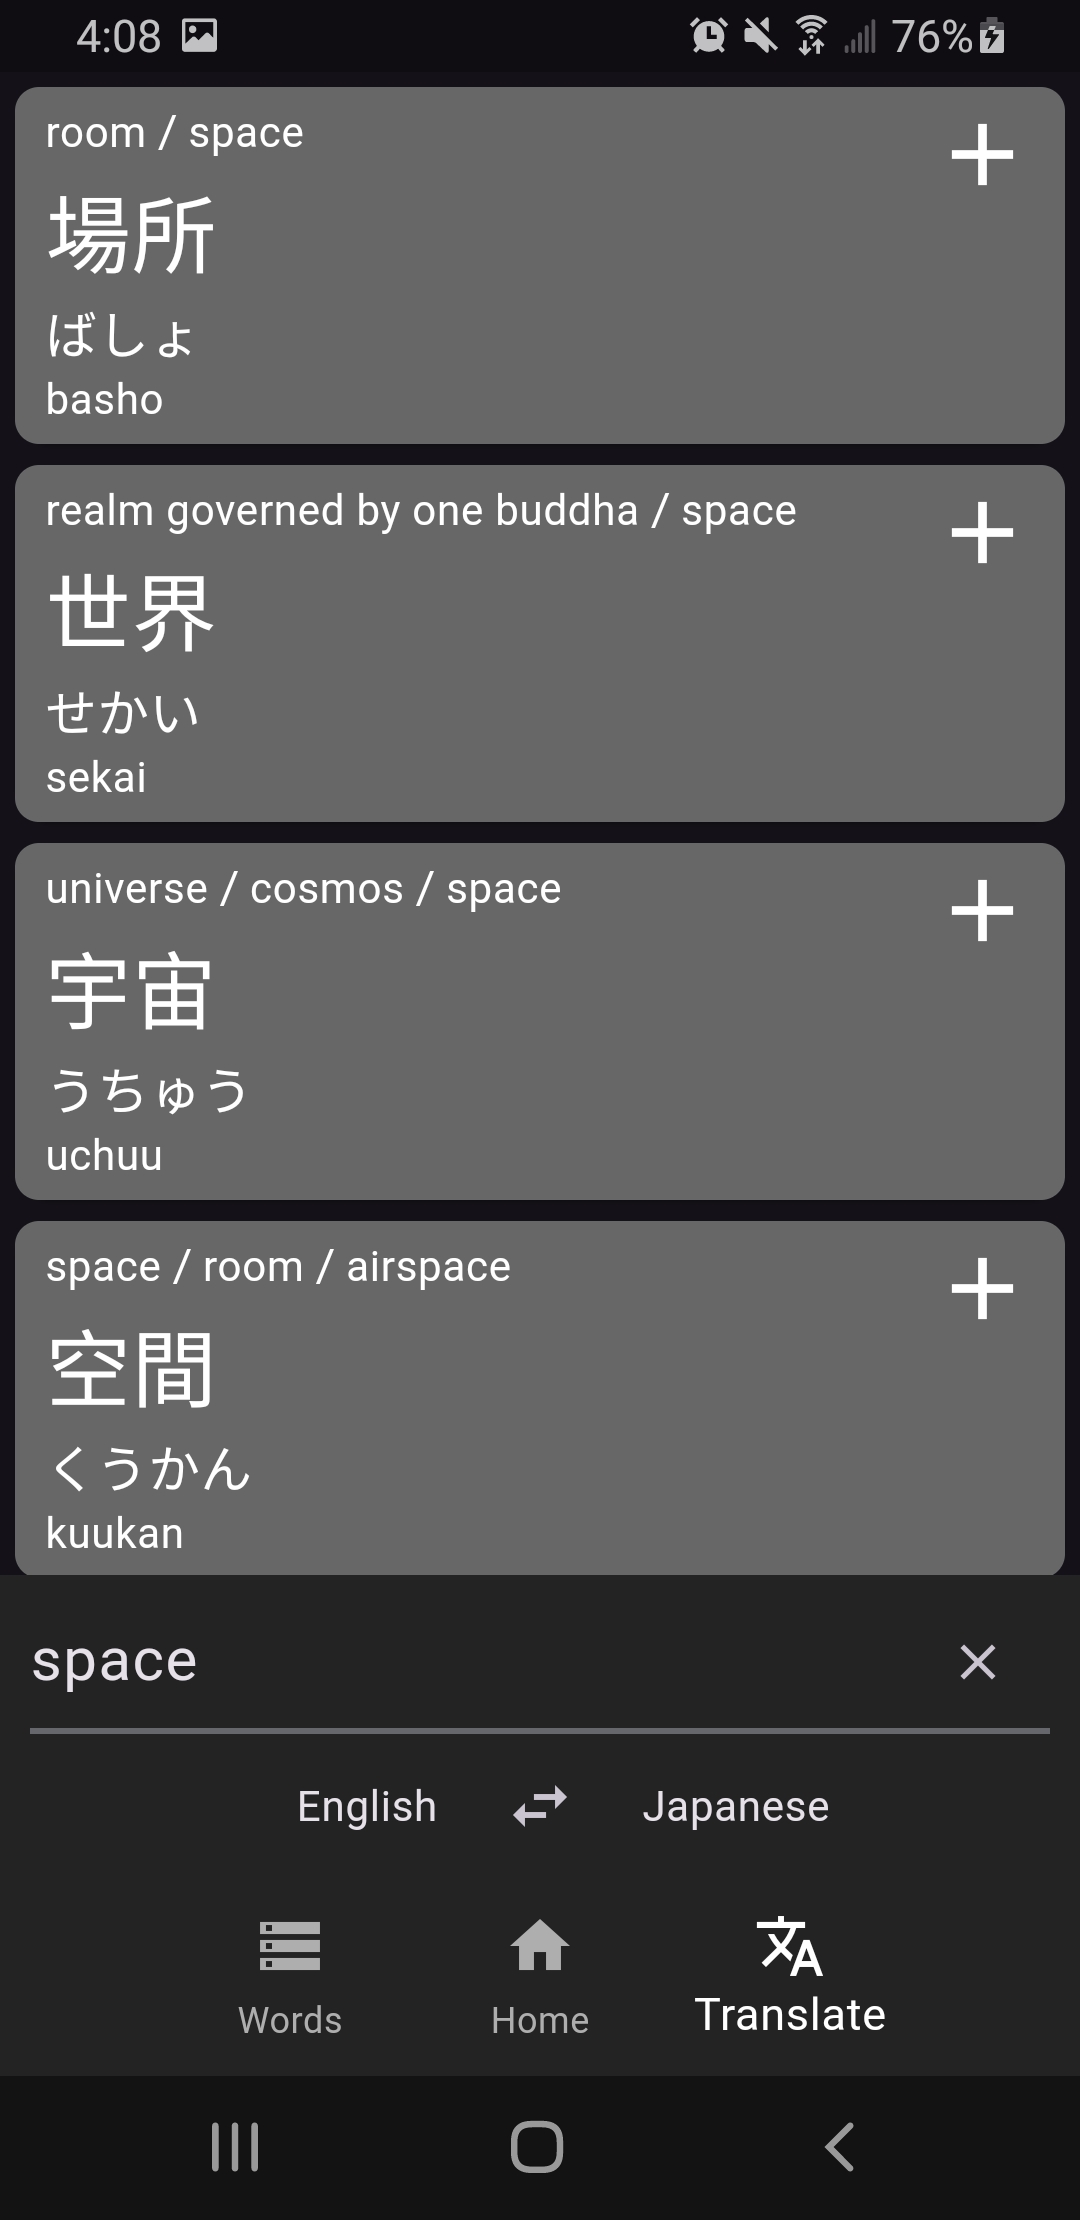 4:08 76%
room / space
場所
ばしょ
basho
realm governed by one buddha / space
世界
せかい
sekai
universe / cosmos / space
宇宙
うちゅう
uchuu
space / room / airspace
空間
くうかん
kuukan
space
English Japanese
Words Home Translate